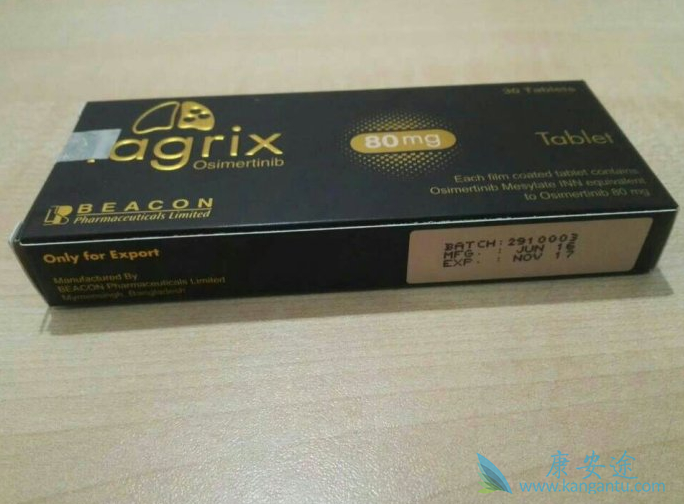 30 Tablets
Tagrix
Osimertinib
80mg
Tablet
Each film coated tablet contains
Osimertinib Mesylate INN equivalent
to Osimertinib 80 mg
BEACON
Pharmaceuticals Limited
Only for Export
Manufactured By
BEACON Pharmaceuticals Limited
Mymensingh, Bangladesh
BATCH: 2910003
MFG. : JUN 16
EXP. : NOV 17
康安途
www.kangantu.com